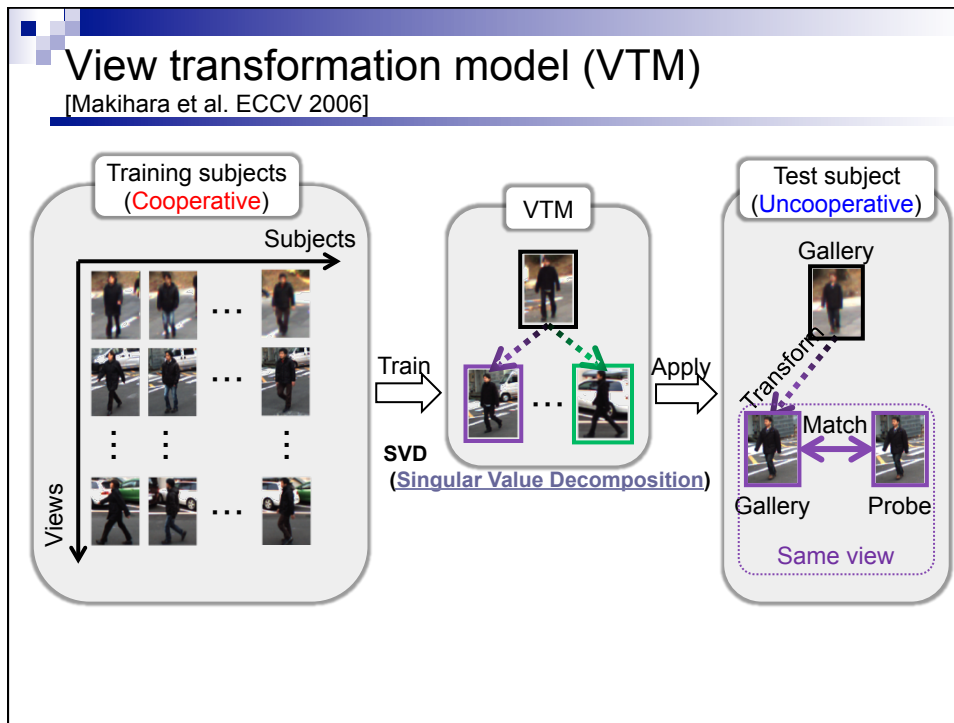 View transformation model (VTM)
[Makihara et al. ECCV 2006]
Training subjects
(Cooperative)
Subjects
...
...
...
Views
Train
SVD
(Singular Value Decomposition)
VTM
...
Apply
Test subject
(Uncooperative)
Gallery
Transform
Match
Gallery
Probe
Same view